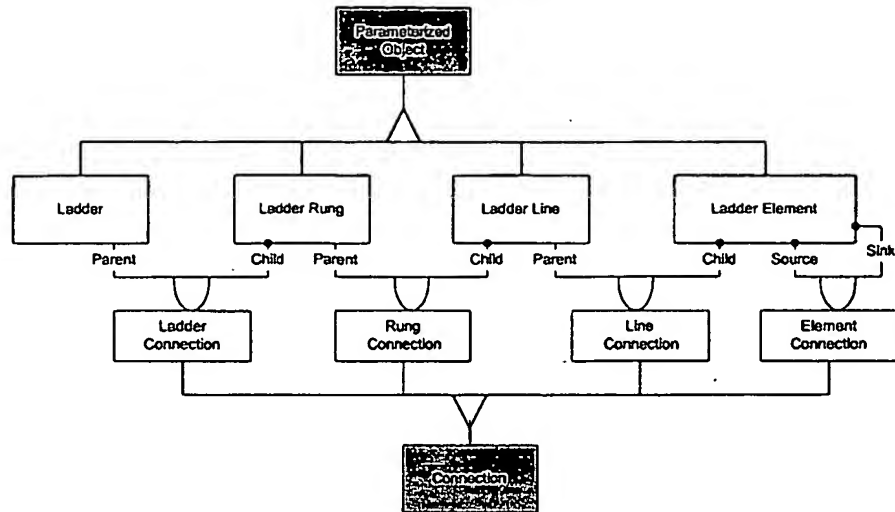 Parameterized
Object
Ladder
Ladder Rung
Ladder Line
Ladder Element
Parent
Child
Parent
Child
Parent
Child
Source
Sink
Ladder
Connection
Rung
Connection
Line
Connection
Element
Connection
Connection